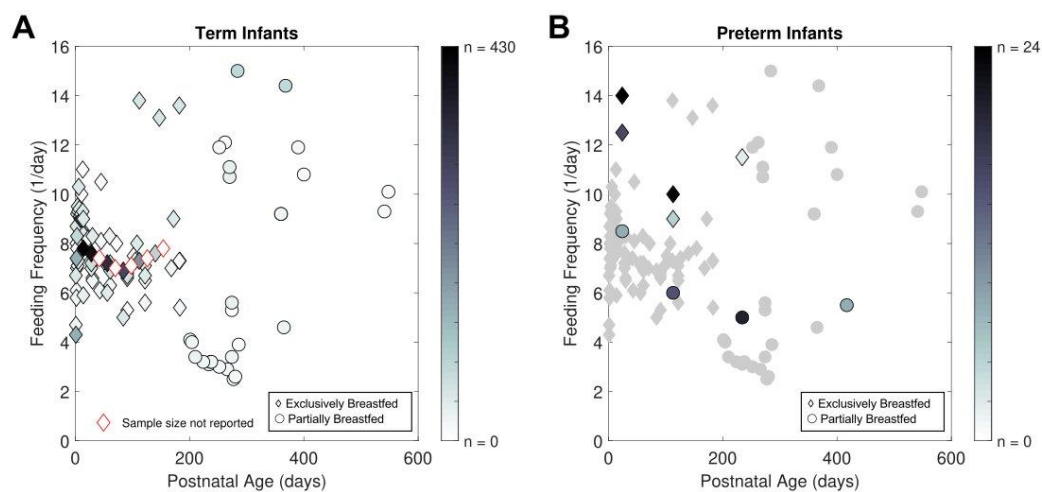 A
Term Infants
16
14
12
10
8
6
4
2
0
Feeding Frequency (1/day)
0
200
400
600
Postnatal Age (days)
Sample size not reported
Exclusively Breastfed
Partially Breastfed
n = 430
n = 0
B
Preterm Infants
16
14
12
10
8
6
4
2
0
Feeding Frequency (1/day)
0
200
400
600
Postnatal Age (days)
Exclusively Breastfed
Partially Breastfed
n = 24
n = 0